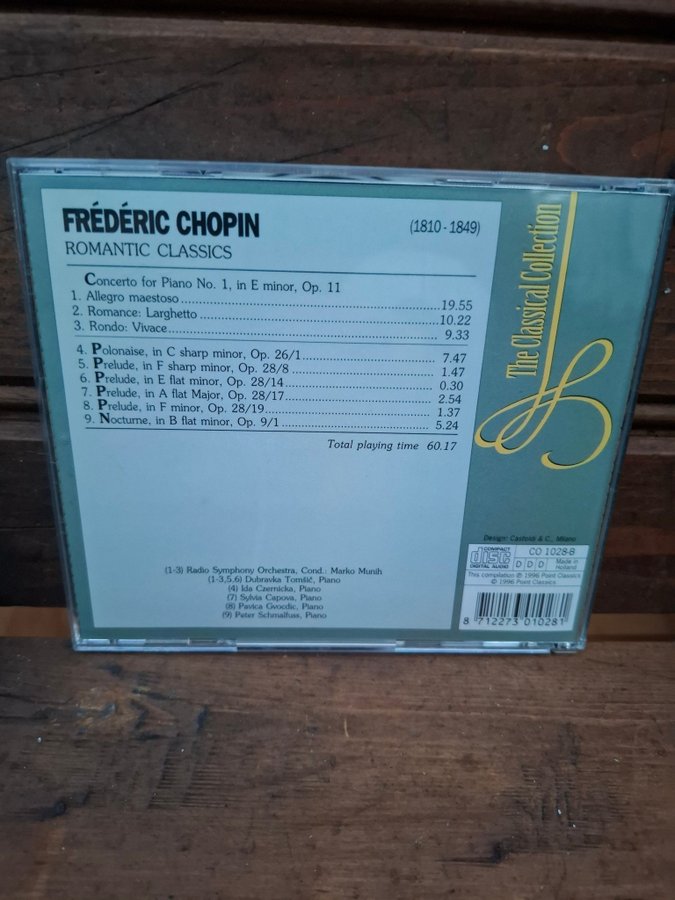 FRÉDÉRIC CHOPIN (1810 - 1849)
ROMANTIC CLASSICS
Concerto for Piano No. 1, in E minor, Op. 11
1. Allegro maestoso 19.55
2. Romance: Larghetto 10.22
3. Rondo: Vivace 9.33
4. Polonaise, in C sharp minor, Op. 26/1 7.47
5. Prelude, in F sharp minor, Op. 28/8 1.47
6. Prelude, in E flat minor, Op. 28/14 0.30
7. Prelude, in A flat Major, Op. 28/17 2.54
8. Prelude, in F minor, Op. 28/19 1.37
9. Nocturne, in B flat minor, Op. 9/1 5.24
Total playing time 60.17
(1-3) Radio Symphony Orchestra, Cond.: Marko Munih
(1-3,5.6) Dubravka Tomšič, Piano
(4) Ida Czernicka, Piano
(7) Sylvia Capova, Piano
(8) Pavica Gvocdic, Piano
(9) Peter Schmalfuss, Piano
The Classical Collection
Design: Castoldi & C., Milano
COMPACT disc DIGITAL AUDIO
CO 1028-8
DDD
Made in
Holland
This compilation ℗ 1996 Point Classics
© 1996 Point Classics
8 712273 010281